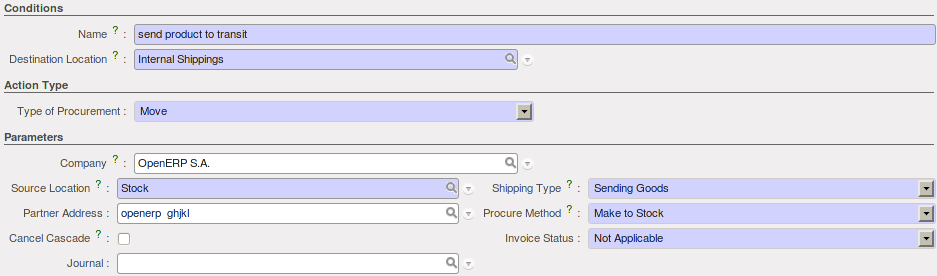 Conditions
Name ? : send product to transit
Destination Location ? : Internal Shippings
Action Type
Type of Procurement : Move
Parameters
Company ? : OpenERP S.A.
Source Location ? : Stock Shipping Type ? : Sending Goods
Partner Address : openerp ghjkl Procure Method ? : Make to Stock
Cancel Cascade ? : Invoice Status : Not Applicable
Journal :